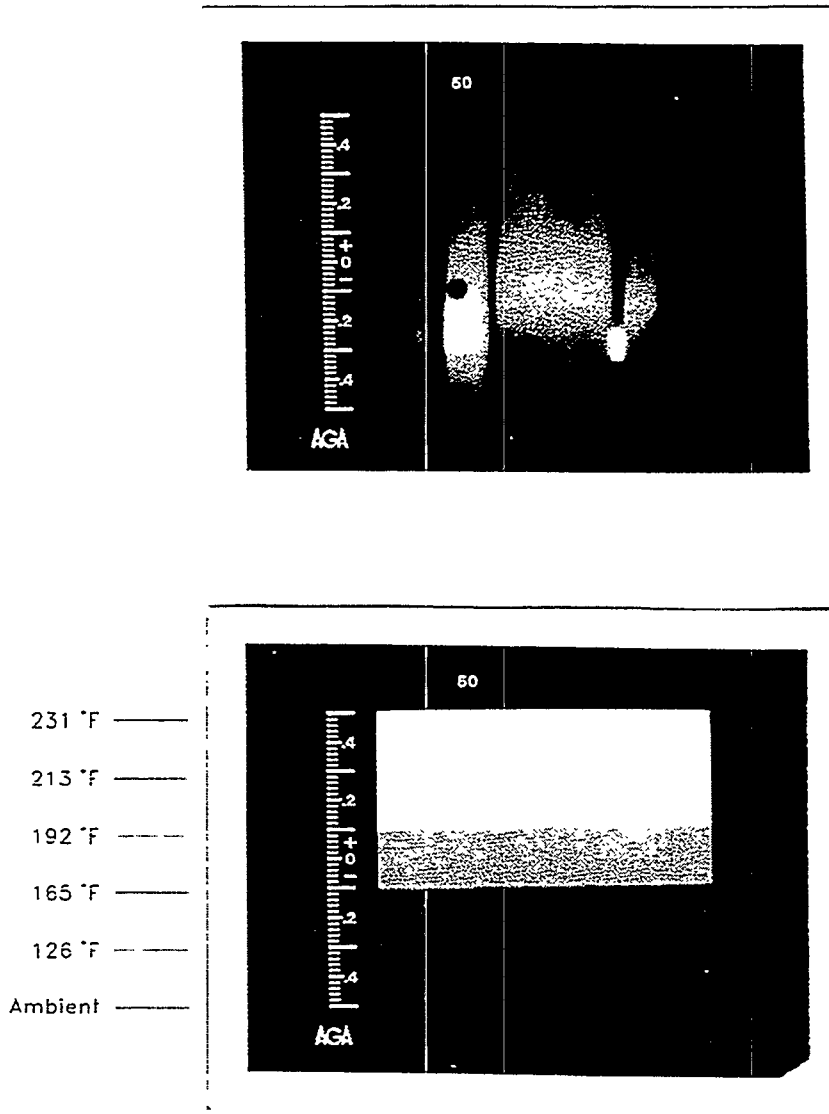 50
.4
.2
+
0
−
.2
.4
AGA
50
231 °F
.4
213 °F
.2
192 °F
+
0
165 °F
−
.2
126 °F
.4
Ambient
AGA